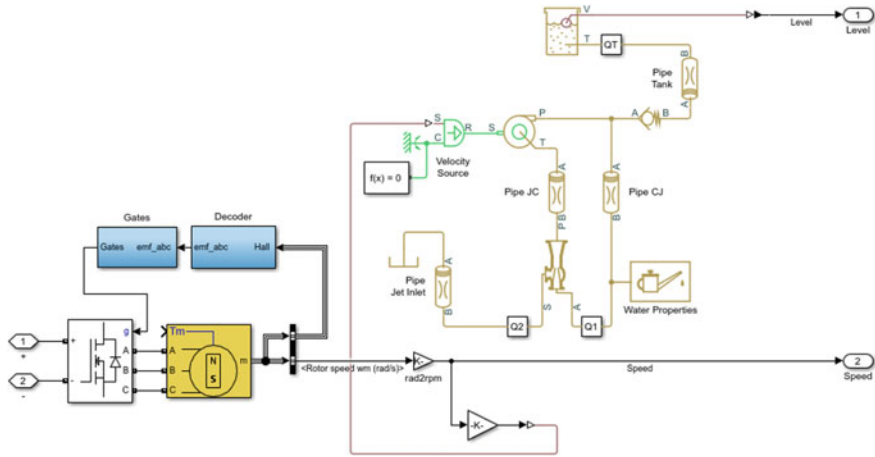 V
1
Level
Level
T
QT
B
Pipe
Tank
A
A
B
P
S
R
S
C
T
Velocity
Source
f(x) = 0
A
A
Pipe JC
Pipe CJ
B
B
P
Gates
Decoder
Gates
emf_abc
emf_abc
Hall
A
Pipe
Jet Inlet
B
S
A
Q2
Q1
Water Properties
1
+
2
-
+
-
g
A
B
C
Tm
A
B
C
N
S
m
<Rotor speed wm (rad/s)>
K-
rad2rpm
Speed
2
Speed
-K-